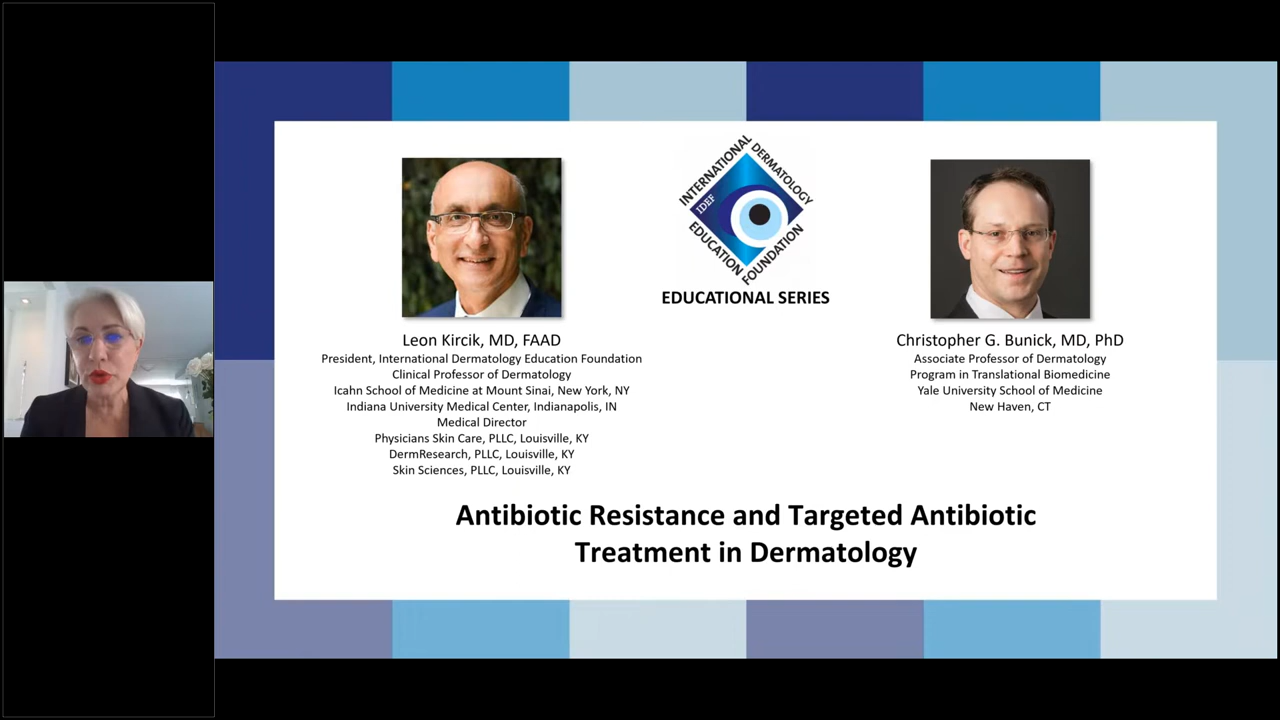 INTERNATIONAL
DERMATOLOGY
IDEF
EDUCATION
FOUNDATION
EDUCATIONAL SERIES
Leon Kircik, MD, FAAD
President, International Dermatology Education Foundation
Clinical Professor of Dermatology
Icahn School of Medicine at Mount Sinai, New York, NY
Indiana University Medical Center, Indianapolis, IN
Medical Director
Physicians Skin Care, PLLC, Louisville, KY
DermResearch, PLLC, Louisville, KY
Skin Sciences, PLLC, Louisville, KY
Christopher G. Bunick, MD, PhD
Associate Professor of Dermatology
Program in Translational Biomedicine
Yale University School of Medicine
New Haven, CT
Antibiotic Resistance and Targeted Antibiotic
Treatment in Dermatology